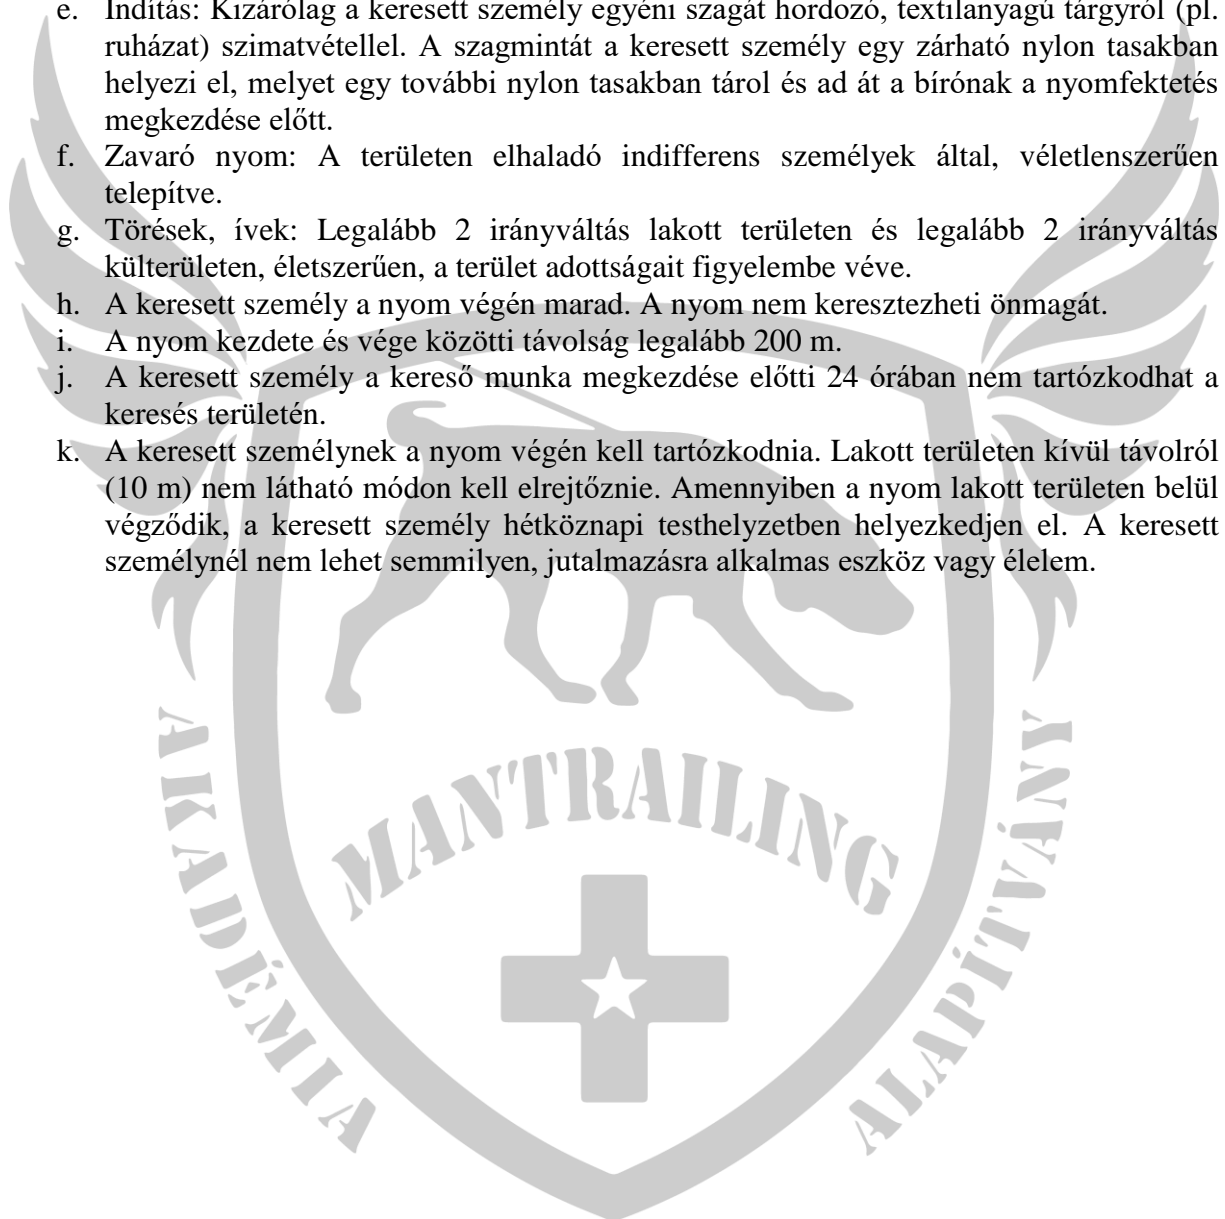 e. Indítás: Kizárólag a keresett személy egyéni szagát hordozó, textilanyagú tárgyról (pl.
ruházat) szimatvétellel. A szagmintát a keresett személy egy zárható nylon tasakban
helyezi el, melyet egy további nylon tasakban tárol és ad át a bírónak a nyomfektetés
megkezdése előtt.
f. Zavaró nyom: A területen elhaladó indifferens személyek által, véletlenszerűen
telepítve.
g. Törések, ívek: Legalább 2 irányváltás lakott területen és legalább 2 irányváltás
külterületen, életszerűen, a terület adottságait figyelembe véve.
h. A keresett személy a nyom végén marad. A nyom nem keresztezheti önmagát.
i. A nyom kezdete és vége közötti távolság legalább 200 m.
j. A keresett személy a kereső munka megkezdése előtti 24 órában nem tartózkodhat a
keresés területén.
k. A keresett személynek a nyom végén kell tartózkodnia. Lakott területen kívül távolról
(10 m) nem látható módon kell elrejtőznie. Amennyiben a nyom lakott területen belül
végződik, a keresett személy hétköznapi testhelyzetben helyezkedjen el. A keresett
személynél nem lehet semmilyen, jutalmazásra alkalmas eszköz vagy élelem.
MANTRAILING
AKADÉMIA
ALAPÍTVÁNY